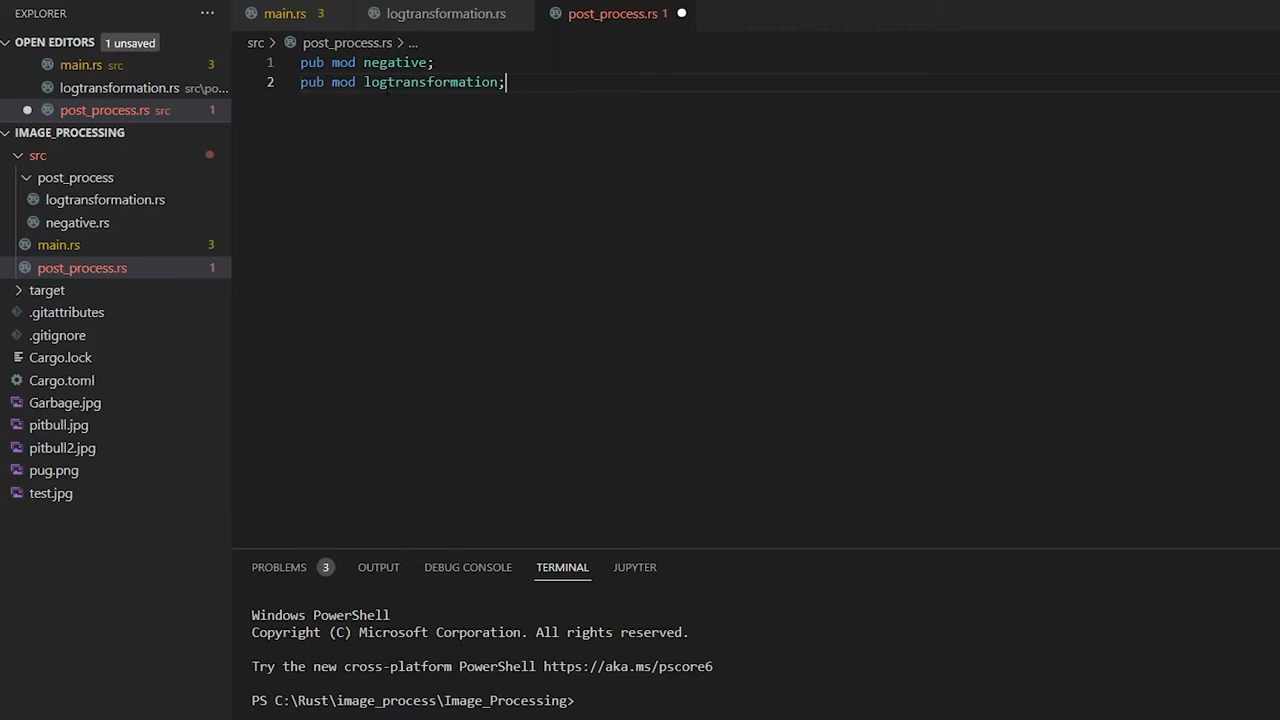 EXPLORER ...
OPEN EDITORS 1 unsaved
main.rs src 3
logtransformation.rs src\po...
post_process.rs src 1
IMAGE_PROCESSING
src
post_process
logtransformation.rs
negative.rs
main.rs 3
post_process.rs 1
target
.gitattributes
.gitignore
Cargo.lock
Cargo.toml
Garbage.jpg
pitbull.jpg
pitbull2.jpg
pug.png
test.jpg
main.rs 3 logtransformation.rs post_process.rs 1
src > post_process.rs > ...
1 pub mod negative;
2 pub mod logtransformation;
PROBLEMS 3 OUTPUT DEBUG CONSOLE TERMINAL JUPYTER
Windows PowerShell
Copyright (C) Microsoft Corporation. All rights reserved.
Try the new cross-platform PowerShell https://aka.ms/pscore6
PS C:\Rust\image_process\Image_Processing>